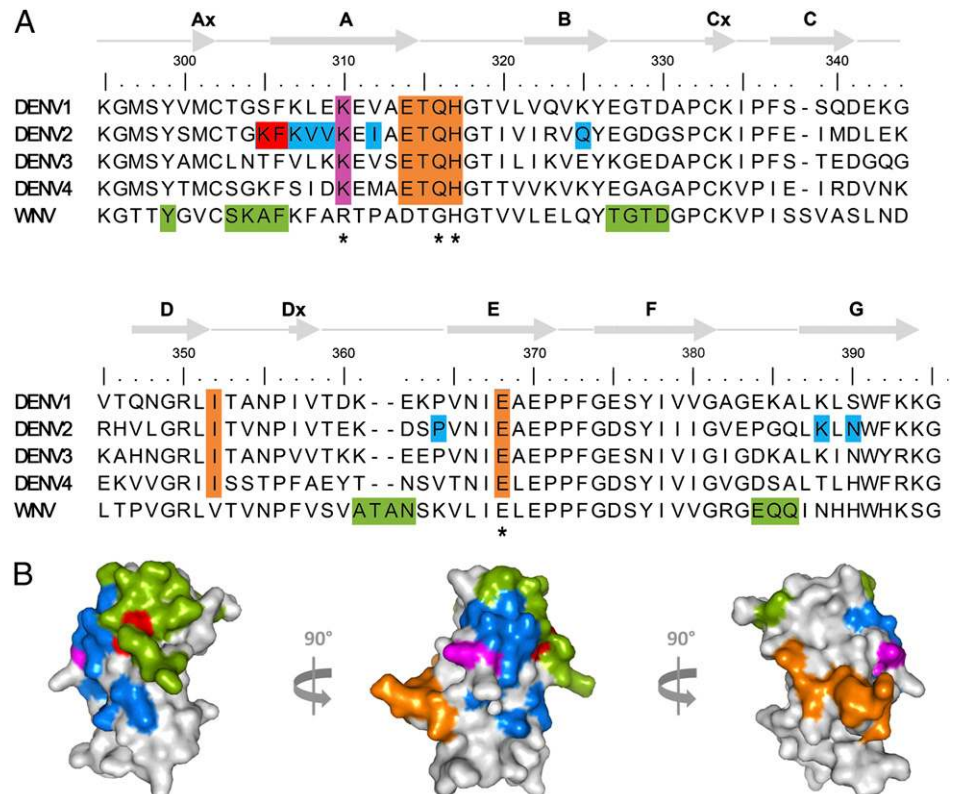 A
Ax A B Cx C
300 310 320 330 340
DENV1 KGMSYVMCTGSFKLEKEVAETQHGTVLVQVKYEGTDAPCKIPFS-SQDEKG
DENV2 KGMSYSMCTGKFKVVKEIAETQHGTIVIRVQYEGDGSPCKIPFE-IMDLEK
DENV3 KGMSYAMCLNTFVLKKEVSETQHGTILIKVEYKGEDAPCKIPFS-TEDGQG
DENV4 KGMSYTMCSGKFSIDKEMAETQHGTTVVKVKYEGAGAPCKVPIE-IRDVNK
WNV KGTTYGVCSKAFKFARTPADTGHGTVVLELQYTGTDGPCKVPISSVASLND
* * *
D Dx E F G
350 360 370 380 390
DENV1 VTQNGRLITANPIVTDK--EKPVNIEAEPPFGESYIVVGAGEKALKLSWFKKG
DENV2 RHVLGRLITVNPIVTEK--DSPVNIEAEPPFGDSYIIIGVEPGQLKLNWFKKG
DENV3 KAHNGRLITANPVVTKK--EEPVNIEAEPPFGESNIVIGIGDKALKINWYRKG
DENV4 EKVVGRIISSTPFAEYT--NSVTNIELEPPFGDSYIVIGVGDSALTLHWFRKG
WNV LTPVGRLVTVNPFVSVATANSKVLIELEPPFGDSYIVVGRGEQQINHHWHKSG
*
B
90° 90°